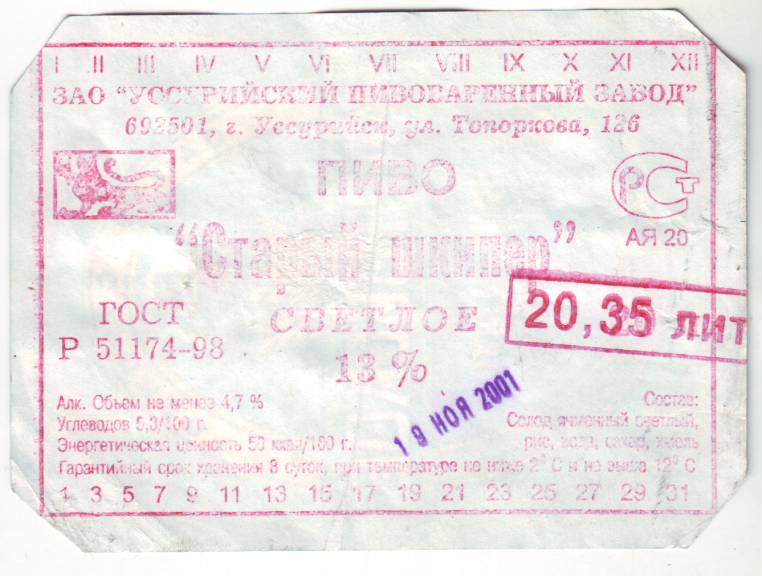 I II III IV V VI VII VIII IX X XI XII
ЗАО "УССУРИЙСКИЙ ПИВОВАРЕННЫЙ ЗАВОД"
692501, г. Уссурийск, ул. Топоркова, 126
ПИВО
РСТ
АЯ 20
"Старый шкипер"
20,35 лит
ГОСТ
Р 51174-98
СВЕТЛОЕ
13 %
19 НОЯ 2001
Алк. Объем не менее 4,7 %
Углеводов 5,3/100 г.
Энергетическая ценность 50 ккал/100 г.
Состав:
Солод ячменный светлый,
рис, вода, сахар, хмель
Гарантийный срок хранения 8 суток, при температуре не ниже 2° С и не выше 12° С
1 3 5 7 9 11 13 15 17 19 21 23 25 27 29 31